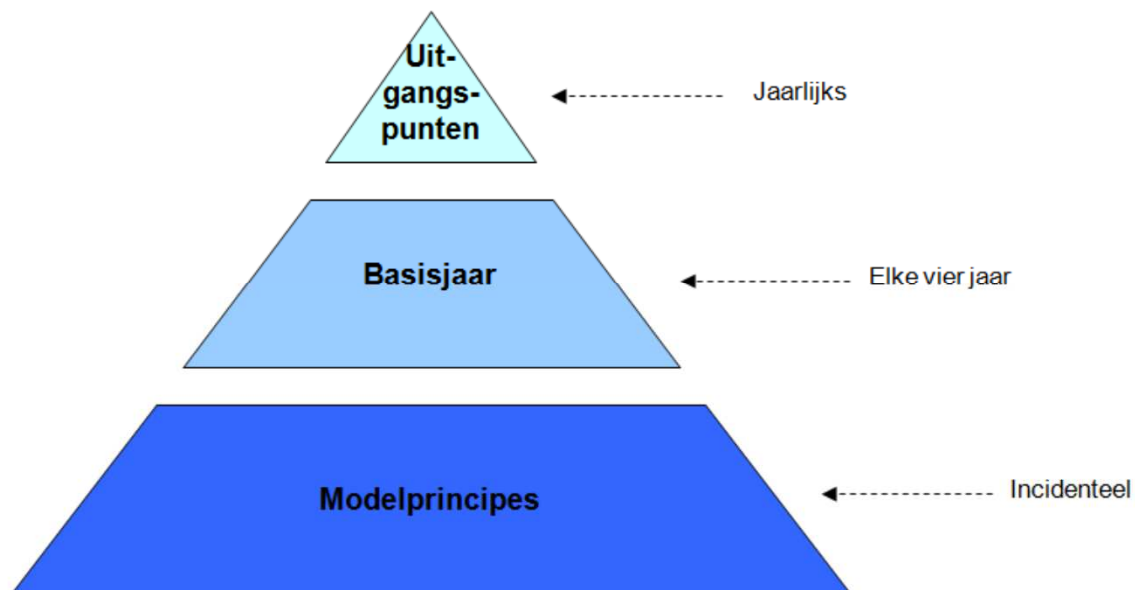 Uit-
gangs-
punten
Jaarlijks
Basisjaar
Elke vier jaar
Modelprincipes
Incidenteel